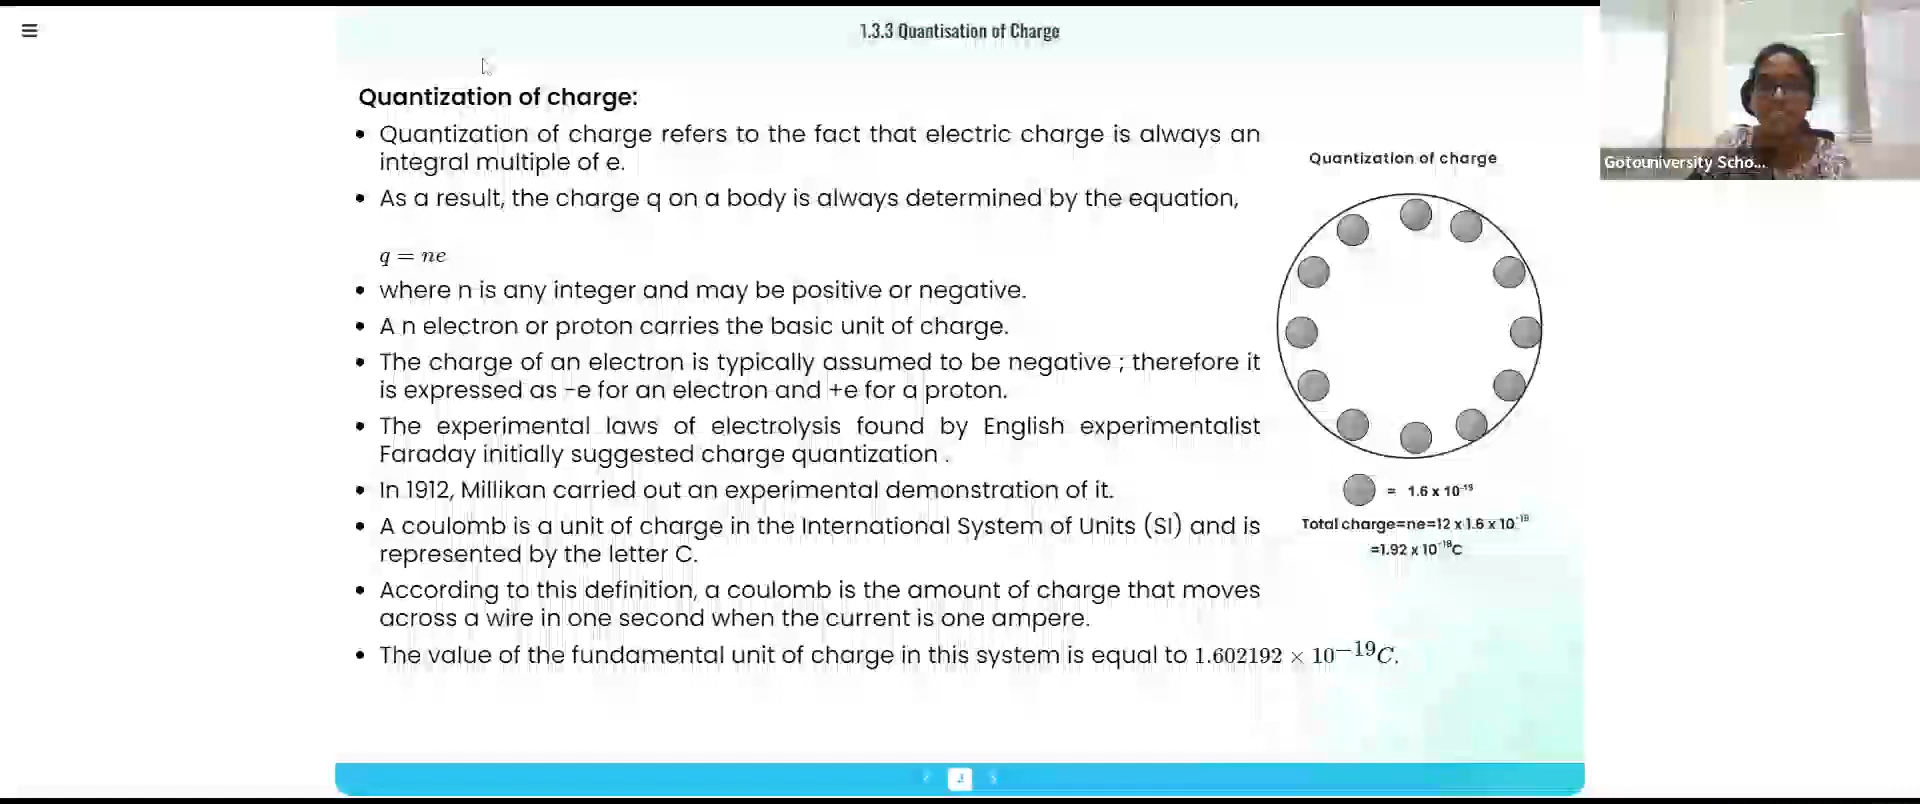 1.3.3 Quantisation of Charge
Quantization of charge:
• Quantization of charge refers to the fact that electric charge is always an
integral multiple of e.
• As a result, the charge q on a body is always determined by the equation,
q = ne
• where n is any integer and may be positive or negative.
• A n electron or proton carries the basic unit of charge.
• The charge of an electron is typically assumed to be negative ; therefore it
is expressed as -e for an electron and +e for a proton.
• The experimental laws of electrolysis found by English experimentalist
Faraday initially suggested charge quantization .
• In 1912, Millikan carried out an experimental demonstration of it.
• A coulomb is a unit of charge in the International System of Units (SI) and is
represented by the letter C.
• According to this definition, a coulomb is the amount of charge that moves
across a wire in one second when the current is one ampere.
• The value of the fundamental unit of charge in this system is equal to 1.602192 × 10⁻¹⁹C.
Quantization of charge
= 1.6 x 10⁻¹⁹
Total charge=ne=12 x 1.6 x 10⁻¹⁹
=1.92 x 10⁻¹⁸C
Gotouniversity Scho...